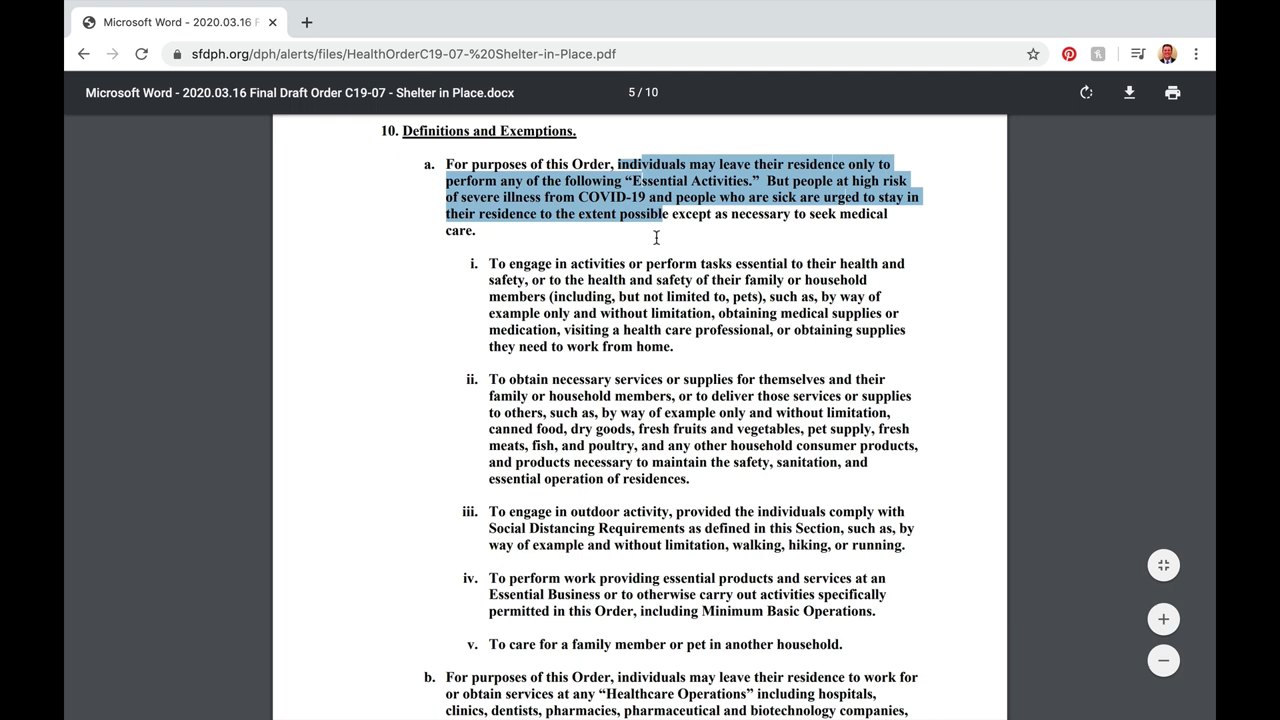 Microsoft Word - 2020.03.16 F
sfdph.org/dph/alerts/files/HealthOrderC19-07-%20Shelter-in-Place.pdf
Microsoft Word - 2020.03.16 Final Draft Order C19-07 - Shelter in Place.docx
5 / 10
10. Definitions and Exemptions.
a. For purposes of this Order, individuals may leave their residence only to
perform any of the following “Essential Activities.”  But people at high risk
of severe illness from COVID-19 and people who are sick are urged to stay in
their residence to the extent possible except as necessary to seek medical
care.
i. To engage in activities or perform tasks essential to their health and
safety, or to the health and safety of their family or household
members (including, but not limited to, pets), such as, by way of
example only and without limitation, obtaining medical supplies or
medication, visiting a health care professional, or obtaining supplies
they need to work from home.
ii. To obtain necessary services or supplies for themselves and their
family or household members, or to deliver those services or supplies
to others, such as, by way of example only and without limitation,
canned food, dry goods, fresh fruits and vegetables, pet supply, fresh
meats, fish, and poultry, and any other household consumer products,
and products necessary to maintain the safety, sanitation, and
essential operation of residences.
iii. To engage in outdoor activity, provided the individuals comply with
Social Distancing Requirements as defined in this Section, such as, by
way of example and without limitation, walking, hiking, or running.
iv. To perform work providing essential products and services at an
Essential Business or to otherwise carry out activities specifically
permitted in this Order, including Minimum Basic Operations.
v. To care for a family member or pet in another household.
b. For purposes of this Order, individuals may leave their residence to work for
or obtain services at any “Healthcare Operations” including hospitals,
clinics, dentists, pharmacies, pharmaceutical and biotechnology companies,